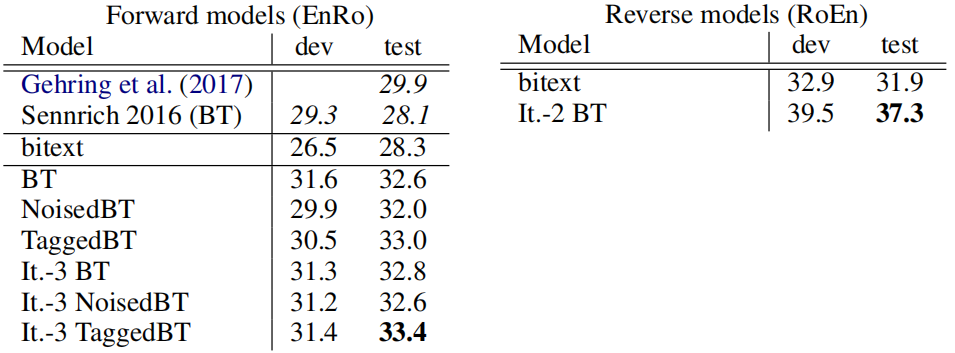 Forward models (EnRo)
Model dev test
Gehring et al. (2017) 29.9
Sennrich 2016 (BT) 29.3 28.1
bitext 26.5 28.3
BT 31.6 32.6
NoisedBT 29.9 32.0
TaggedBT 30.5 33.0
It.-3 BT 31.3 32.8
It.-3 NoisedBT 31.2 32.6
It.-3 TaggedBT 31.4 33.4
Reverse models (RoEn)
Model dev test
bitext 32.9 31.9
It.-2 BT 39.5 37.3